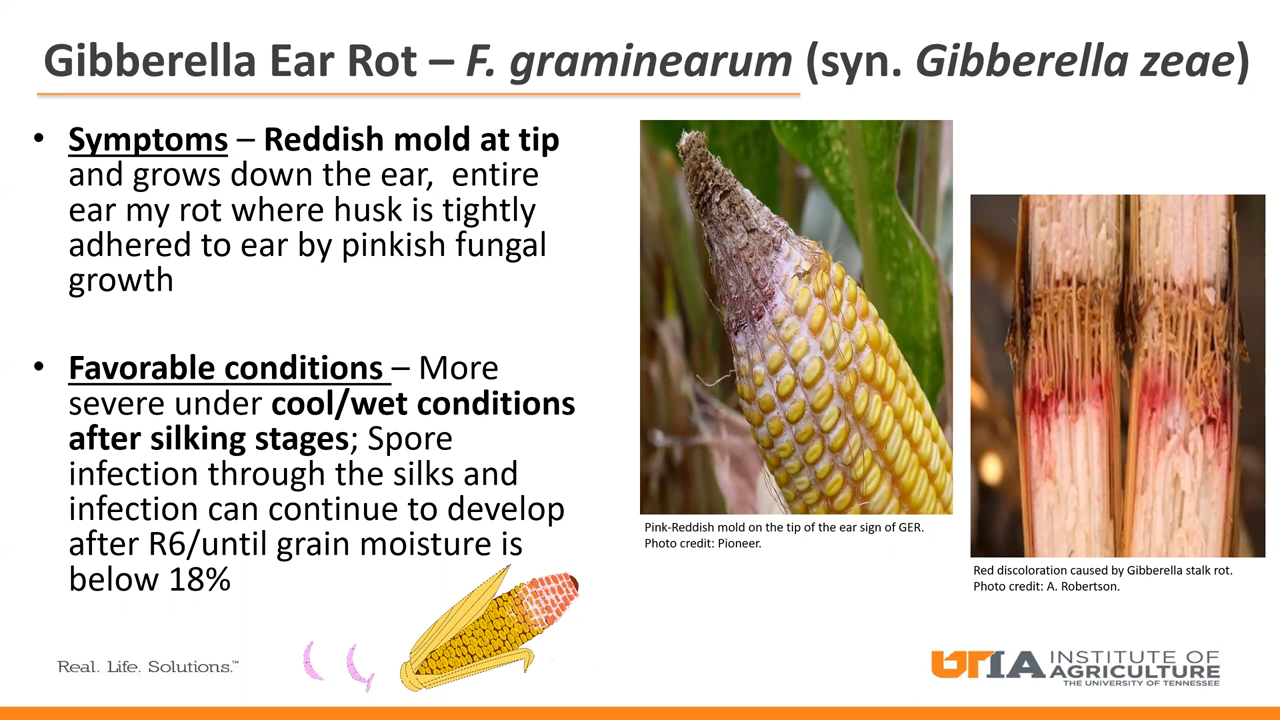 Gibberella Ear Rot – F. graminearum (syn. Gibberella zeae)
• Symptoms – Reddish mold at tip
and grows down the ear, entire
ear my rot where husk is tightly
adhered to ear by pinkish fungal
growth
• Favorable conditions – More
severe under cool/wet conditions
after silking stages; Spore
infection through the silks and
infection can continue to develop
after R6/until grain moisture is
below 18%
Pink-Reddish mold on the tip of the ear sign of GER.
Photo credit: Pioneer.
Red discoloration caused by Gibberella stalk rot.
Photo credit: A. Robertson.
Real. Life. Solutions.™
UTIA INSTITUTE OF
AGRICULTURE
THE UNIVERSITY OF TENNESSEE